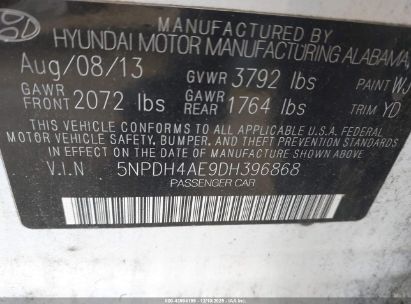 MANUFACTURED BY
HYUNDAI MOTOR MANUFACTURING ALABAMA,
Aug/08/13 GVWR 3792 lbs PAINT WJ
GAWR FRONT 2072 lbs GAWR REAR 1764 lbs TRIM YD
THIS VEHICLE CONFORMS TO ALL APPLICABLE U.S.A. FEDERAL
MOTOR VEHICLE SAFETY, BUMPER, AND THEFT PREVENTION STANDARDS
IN EFFECT ON THE DATE OF MANUFACTURE SHOWN ABOVE.
V.I.N 5NPDH4AE9DH396868
PASSENGER CAR